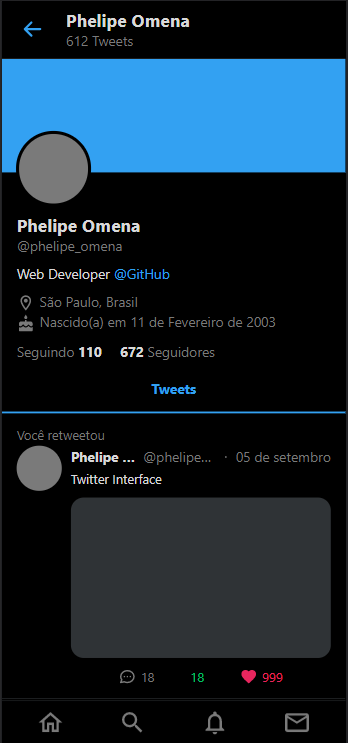 Phelipe Omena
612 Tweets
Phelipe Omena
@phelipe_omena
Web Developer @GitHub
São Paulo, Brasil
Nascido(a) em 11 de Fevereiro de 2003
Seguindo 110 672 Seguidores
Tweets
Você retweetou
Phelipe ... @phelipe... · 05 de setembro
Twitter Interface
18 18 999